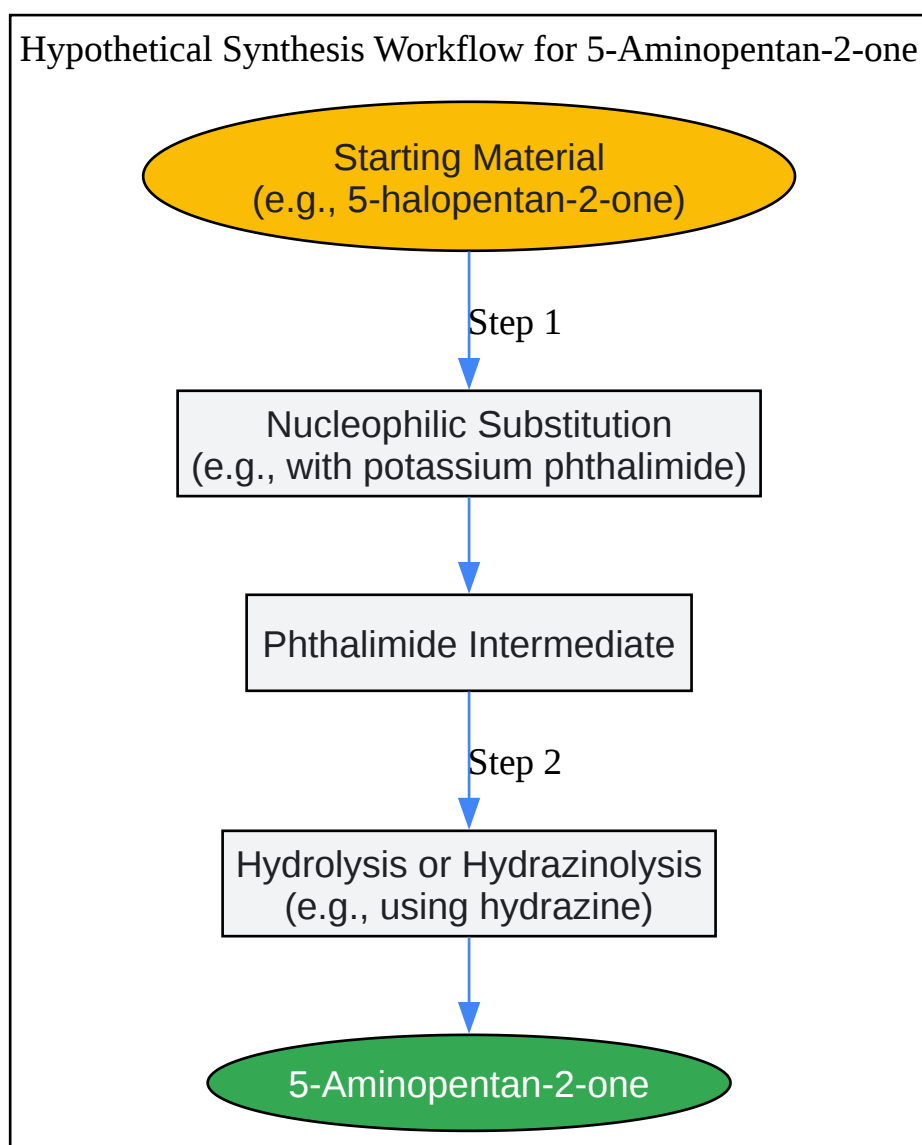 Hypothetical Synthesis Workflow for 5-Aminopentan-2-one
Starting Material
(e.g., 5-halopentan-2-one)
Step 1
Nucleophilic Substitution
(e.g., with potassium phthalimide)
Phthalimide Intermediate
Step 2
Hydrolysis or Hydrazinolysis
(e.g., using hydrazine)
5-Aminopentan-2-one